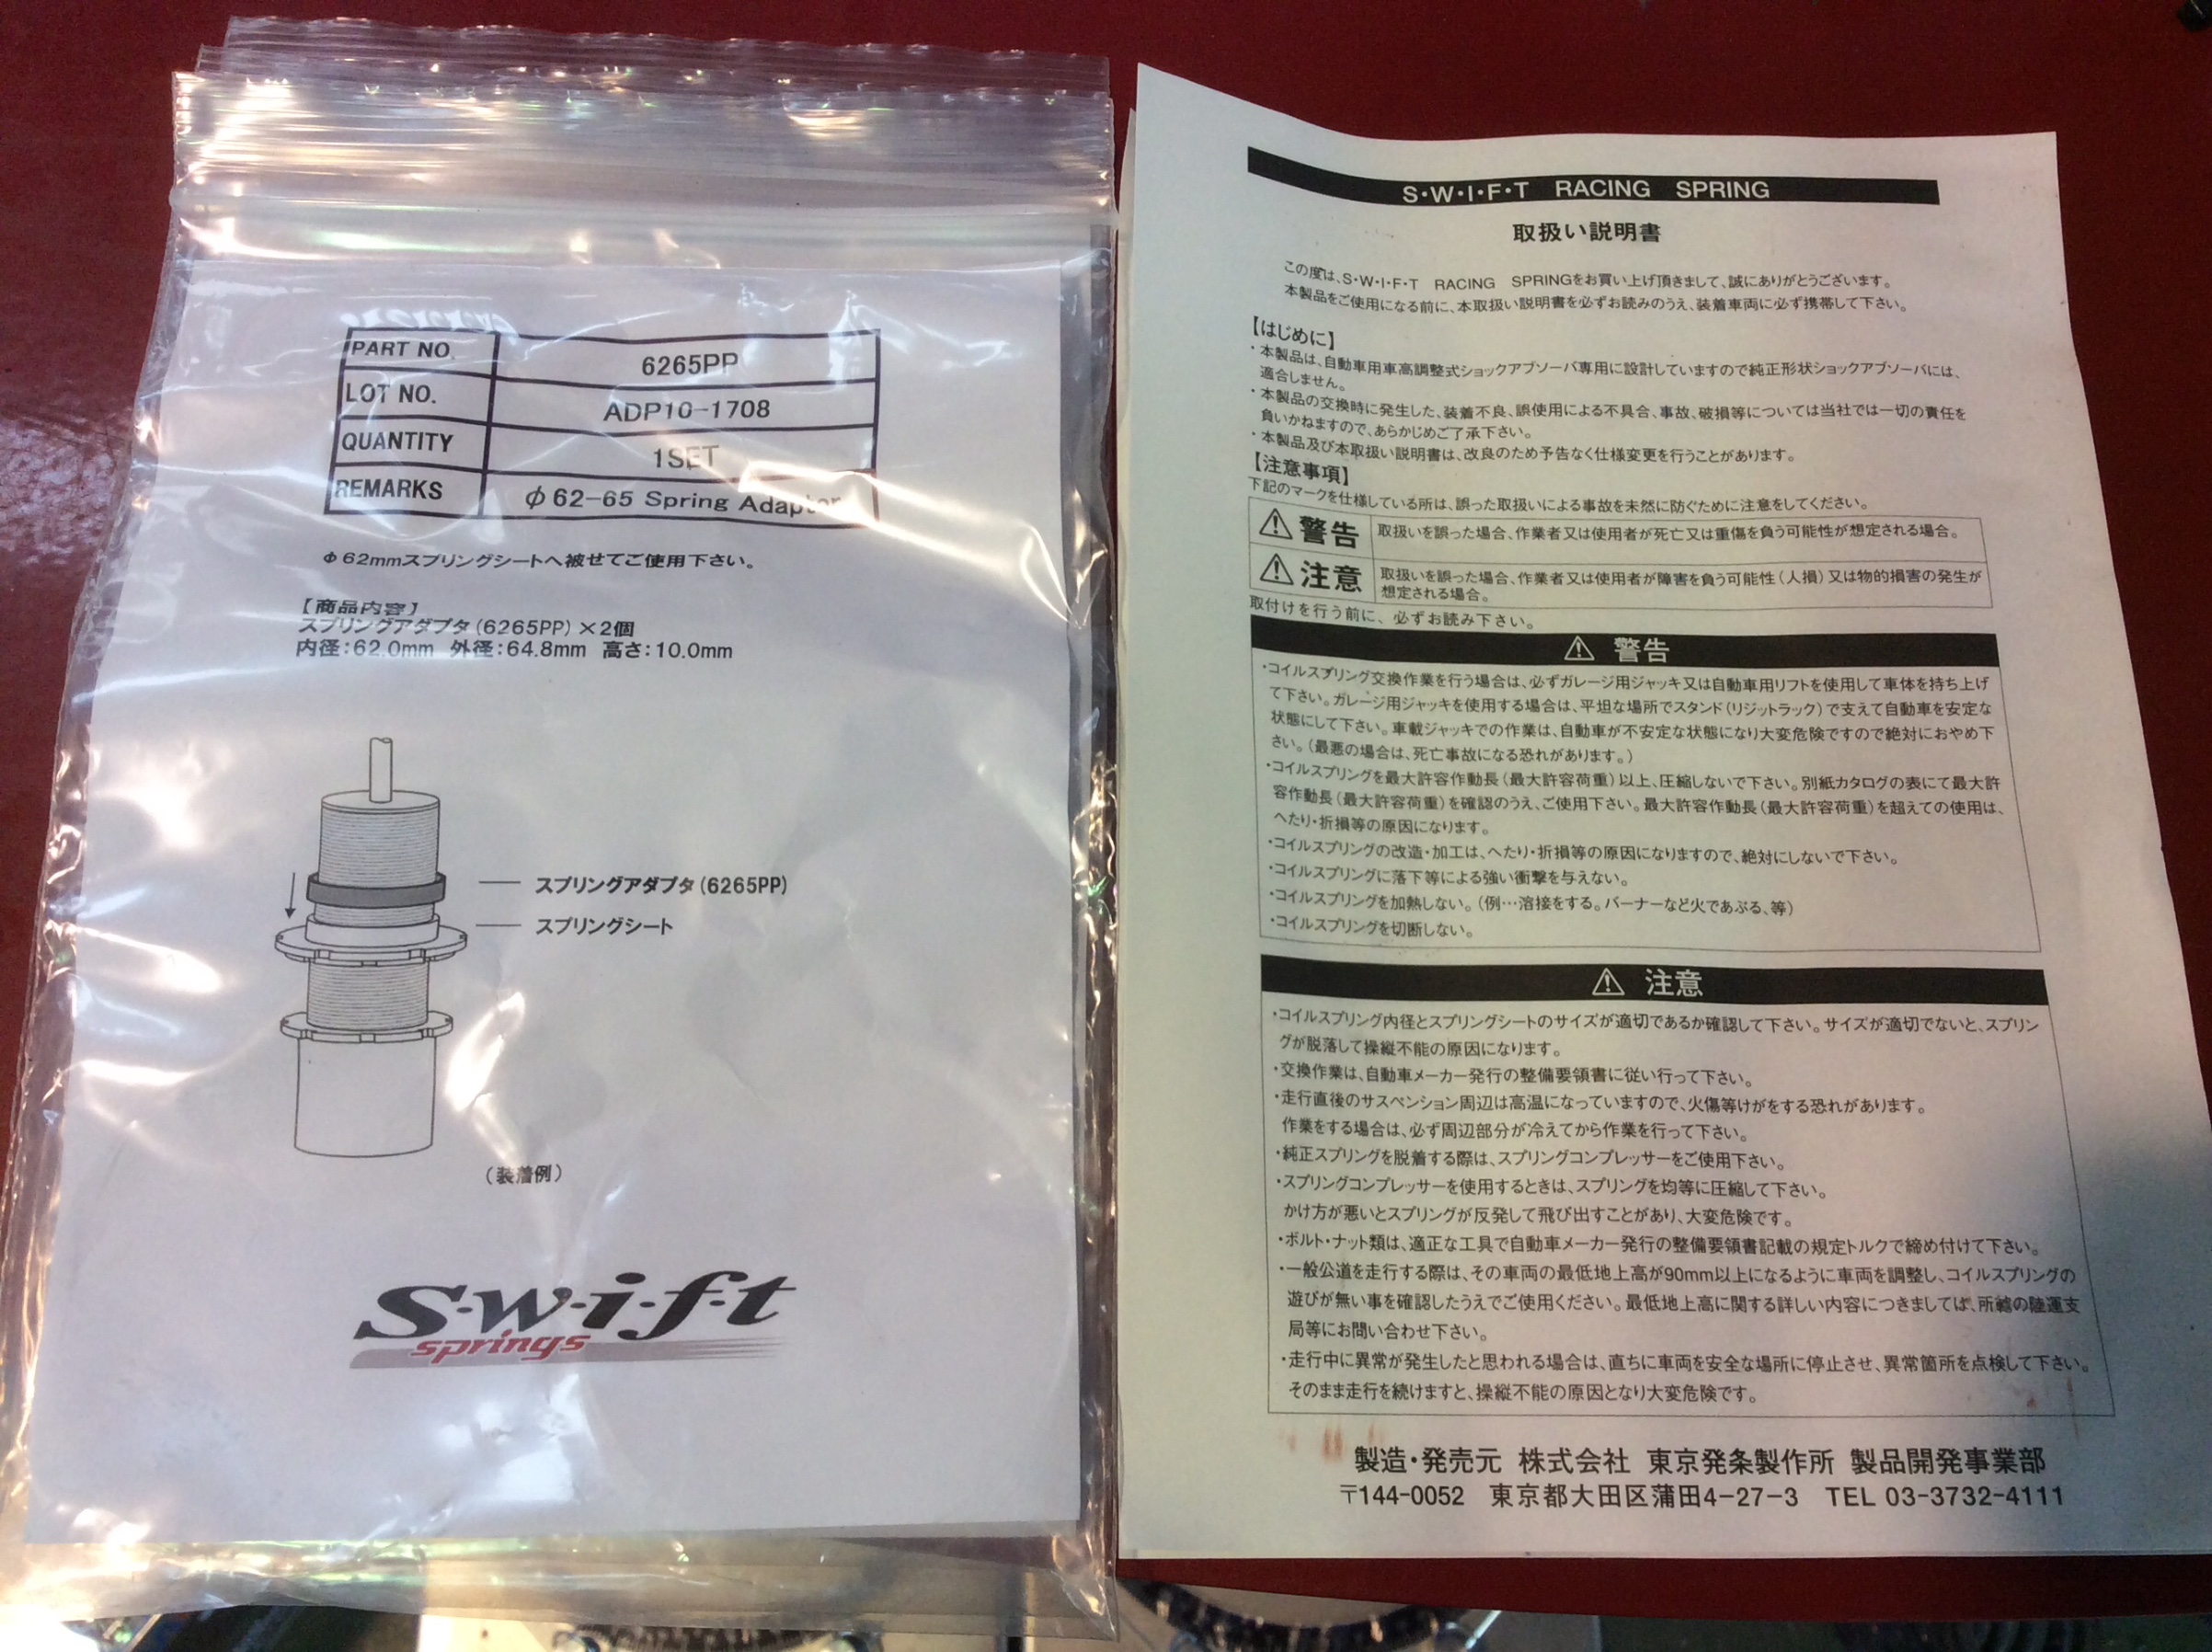 PART NO. 6265PP
LOT NO. ADP10-1708
QUANTITY 1SET
REMARKS φ62-65 Spring Adaptor
φ62mmスプリングシートへ被せてご使用下さい。
【商品内容】
スプリングアダプタ(6265PP)×2個
内径:62.0mm 外径:64.8mm 高さ:10.0mm
スプリングアダプタ(6265PP)
スプリングシート
(装着例)
S·w·i·f·t
springs
S·W·I·F·T RACING SPRING
取扱い説明書
この度は、S·W·I·F·T RACING SPRINGをお買い上げ頂きまして、誠にありがとうございます。
本製品をご使用になる前に、本取扱い説明書を必ずお読みのうえ、装着車両に必ず携帯して下さい。
【はじめに】
・本製品は、自動車用車高調整式ショックアブソーバ専用に設計していますので純正形状ショックアブソーバには、
適合しません。
・本製品の交換時に発生した、装着不良、誤使用による不具合、事故、破損等については当社では一切の責任を
負いかねますので、あらかじめご了承下さい。
・本製品及び本取扱い説明書は、改良のため予告なく仕様変更を行うことがあります。
【注意事項】
下記のマークを仕様している所は、誤った取扱いによる事故を未然に防ぐために注意をしてください。
⚠警告 取扱いを誤った場合、作業者又は使用者が死亡又は重傷を負う可能性が想定される場合。
⚠注意 取扱いを誤った場合、作業者又は使用者が障害を負う可能性(人損)又は物的損害の発生が
想定される場合。
取付けを行う前に、必ずお読み下さい。
⚠ 警告
・コイルスプリング交換作業を行う場合は、必ずガレージ用ジャッキ又は自動車用リフトを使用して車体を持ち上げ
て下さい。ガレージ用ジャッキを使用する場合は、平坦な場所でスタンド(リジットラック)で支えて自動車を安定な
状態にして下さい。車載ジャッキでの作業は、自動車が不安定な状態になり大変危険ですので絶対におやめ下
さい。(最悪の場合は、死亡事故になる恐れがあります。)
・コイルスプリングを最大許容作動長(最大許容荷重)以上、圧縮しないで下さい。別紙カタログの表にて最大許
容作動長(最大許容荷重)を確認のうえ、ご使用下さい。最大許容作動長(最大許容荷重)を超えての使用は、
へたり・折損等の原因になります。
・コイルスプリングの改造・加工は、へたり・折損等の原因になりますので、絶対にしないで下さい。
・コイルスプリングに落下等による強い衝撃を与えない。
・コイルスプリングを加熱しない。(例…溶接をする。バーナーなど火であぶる、等)
・コイルスプリングを切断しない。
⚠ 注意
・コイルスプリング内径とスプリングシートのサイズが適切であるか確認して下さい。サイズが適切でないと、スプリン
グが脱落して操縦不能の原因になります。
・交換作業は、自動車メーカー発行の整備要領書に従い行って下さい。
・走行直後のサスペンション周辺は高温になっていますので、火傷等けがをする恐れがあります。
作業をする場合は、必ず周辺部分が冷えてから作業を行って下さい。
・純正スプリングを脱着する際は、スプリングコンプレッサーをご使用下さい。
・スプリングコンプレッサーを使用するときは、スプリングを均等に圧縮して下さい。
かけ方が悪いとスプリングが反発して飛び出すことがあり、大変危険です。
・ボルト・ナット類は、適正な工具で自動車メーカー発行の整備要領書記載の規定トルクで締め付けて下さい。
・一般公道を走行する際は、その車両の最低地上高が90mm以上になるように車両を調整し、コイルスプリングの
遊びが無い事を確認したうえでご使用ください。最低地上高に関する詳しい内容につきましては、所轄の陸運支
局等にお問い合わせ下さい。
・走行中に異常が発生したと思われる場合は、直ちに車両を安全な場所に停止させ、異常箇所を点検して下さい。
そのまま走行を続けますと、操縦不能の原因となり大変危険です。
製造・発売元 株式会社 東京発条製作所 製品開発事業部
〒144-0052 東京都大田区蒲田4-27-3 TEL 03-3732-4111